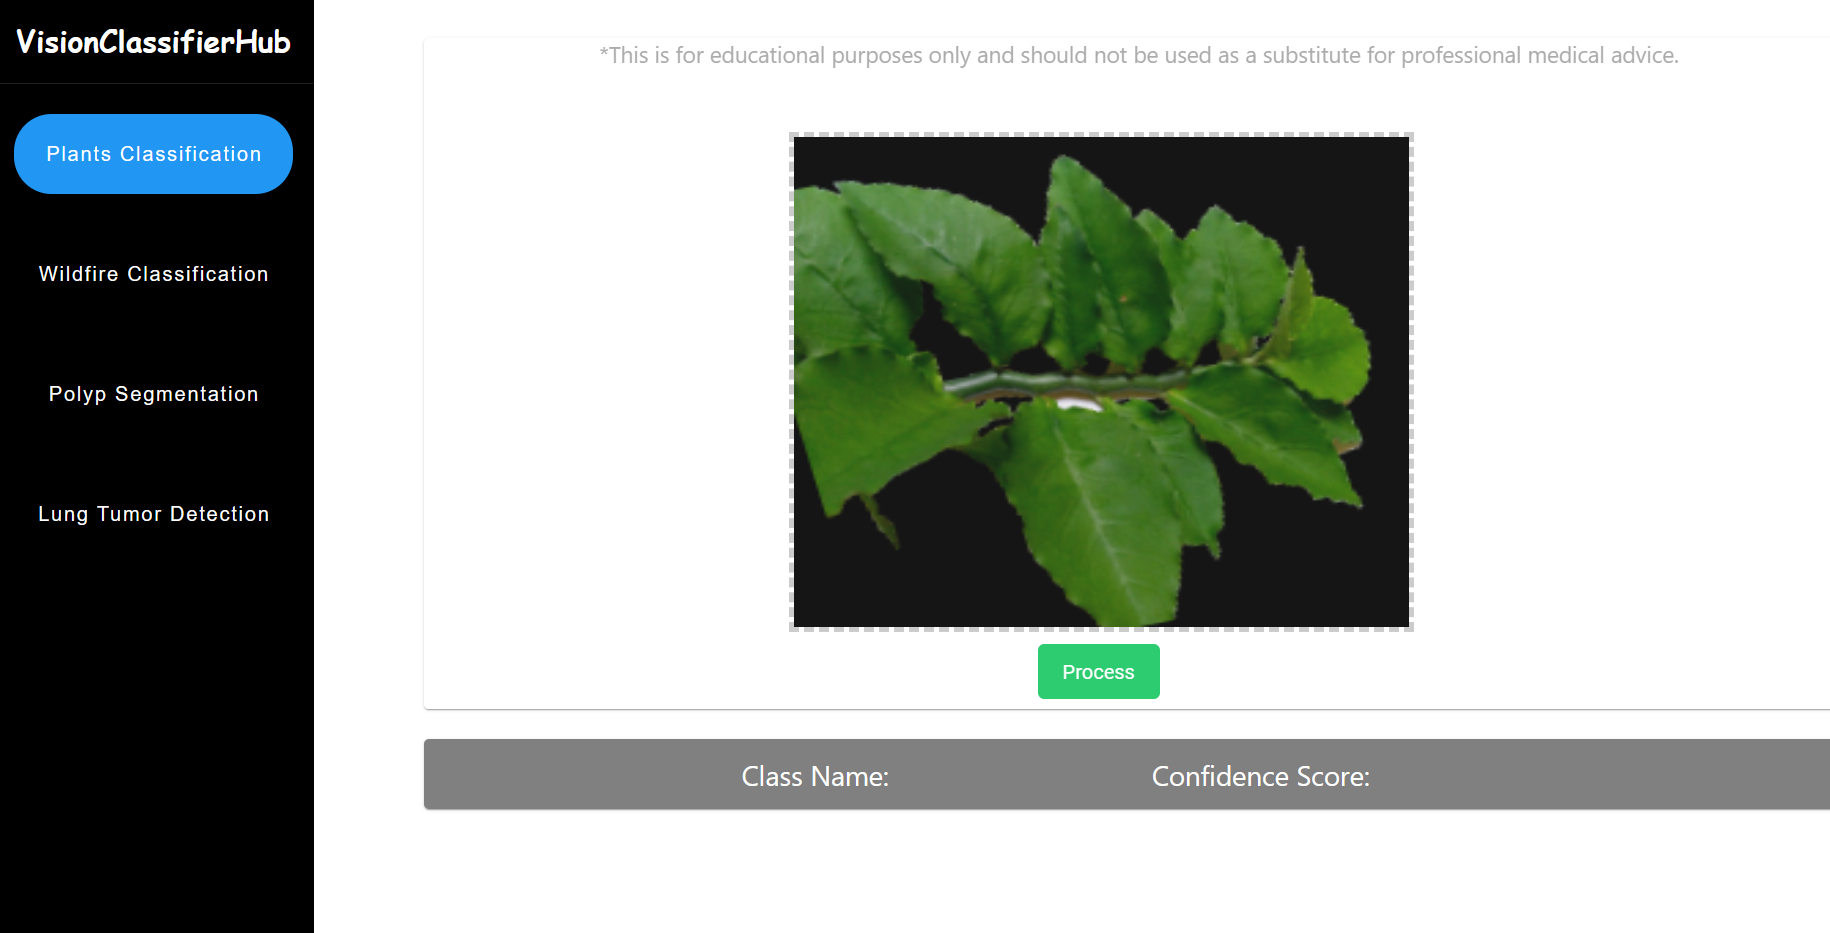 VisionClassifierHub
Plants Classification
Wildfire Classification
Polyp Segmentation
Lung Tumor Detection
*This is for educational purposes only and should not be used as a substitute for professional medical advice.
Process
Class Name:
Confidence Score: